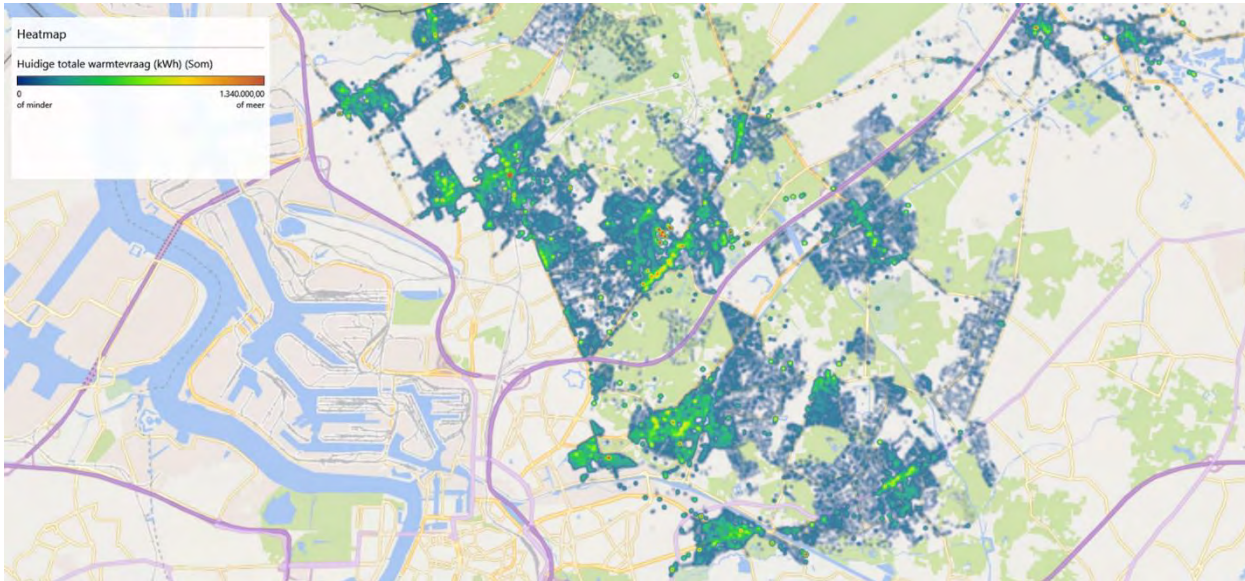 Heatmap
Huidige totale warmtevraag (kWh) (Som)
0 1.340.000,00
of minder of meer